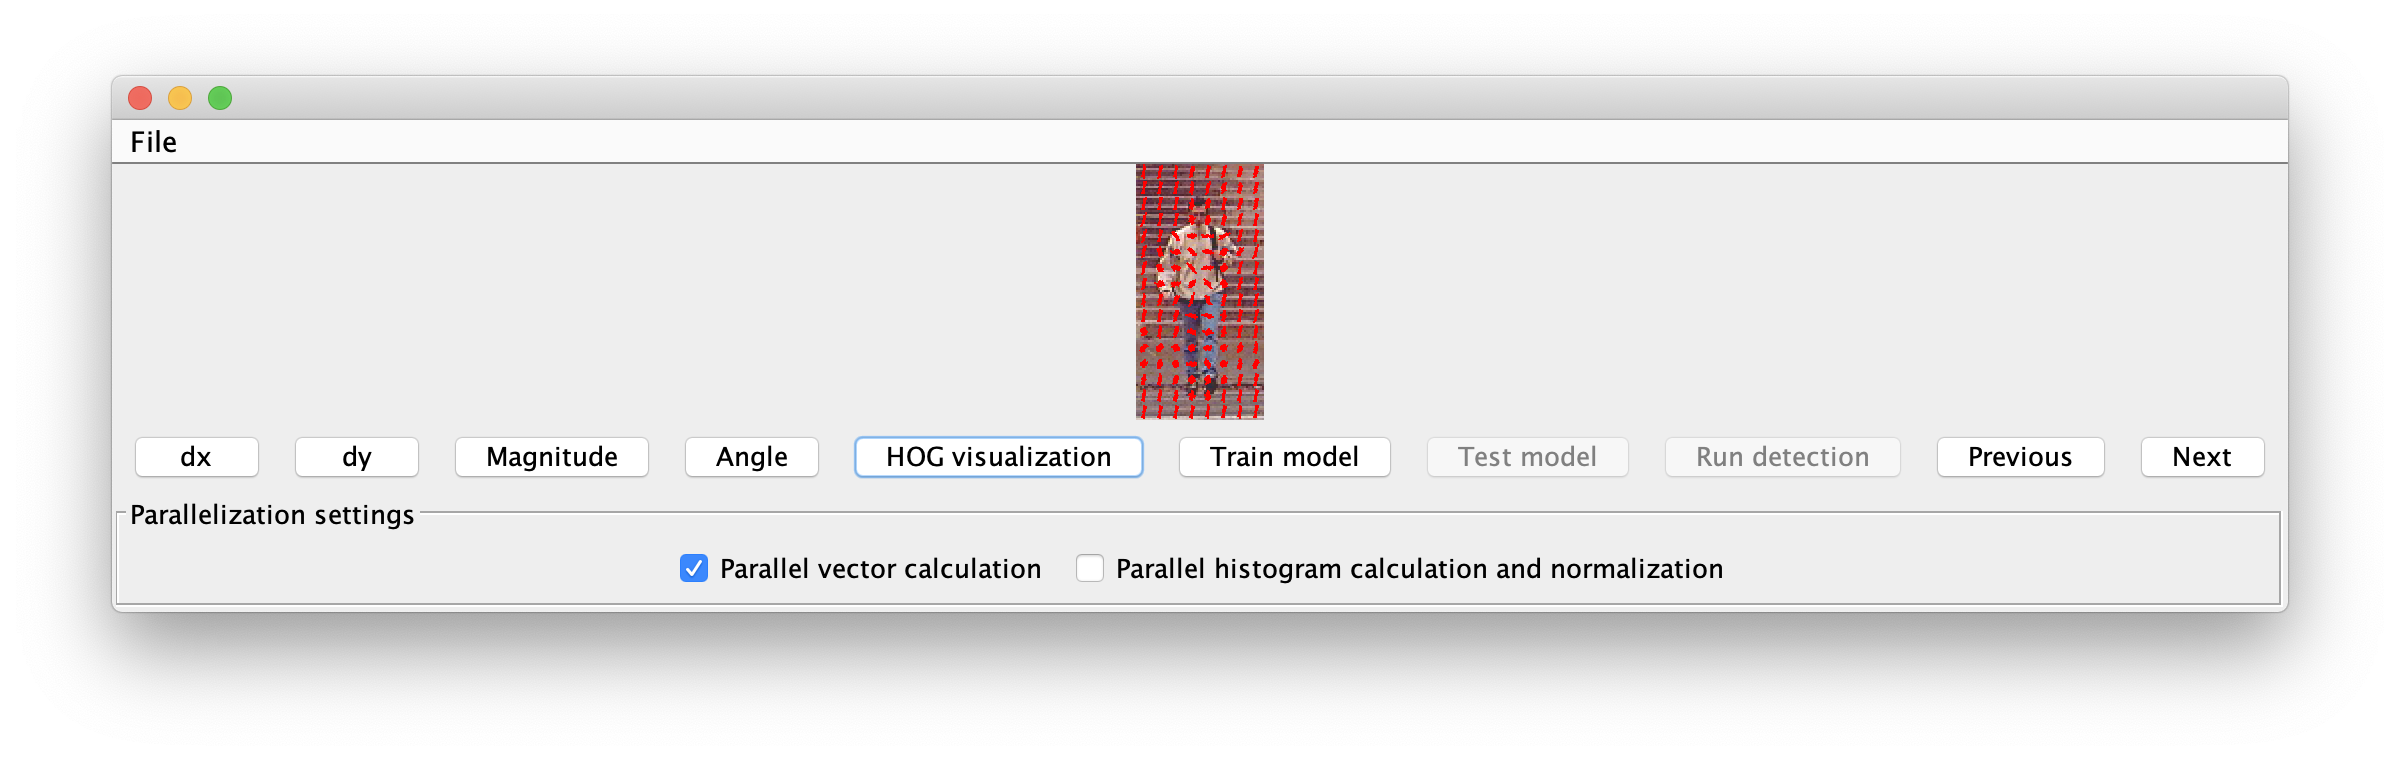 File
dx dy Magnitude Angle HOG visualization Train model Test model Run detection Previous Next
Parallelization settings
Parallel vector calculation Parallel histogram calculation and normalization